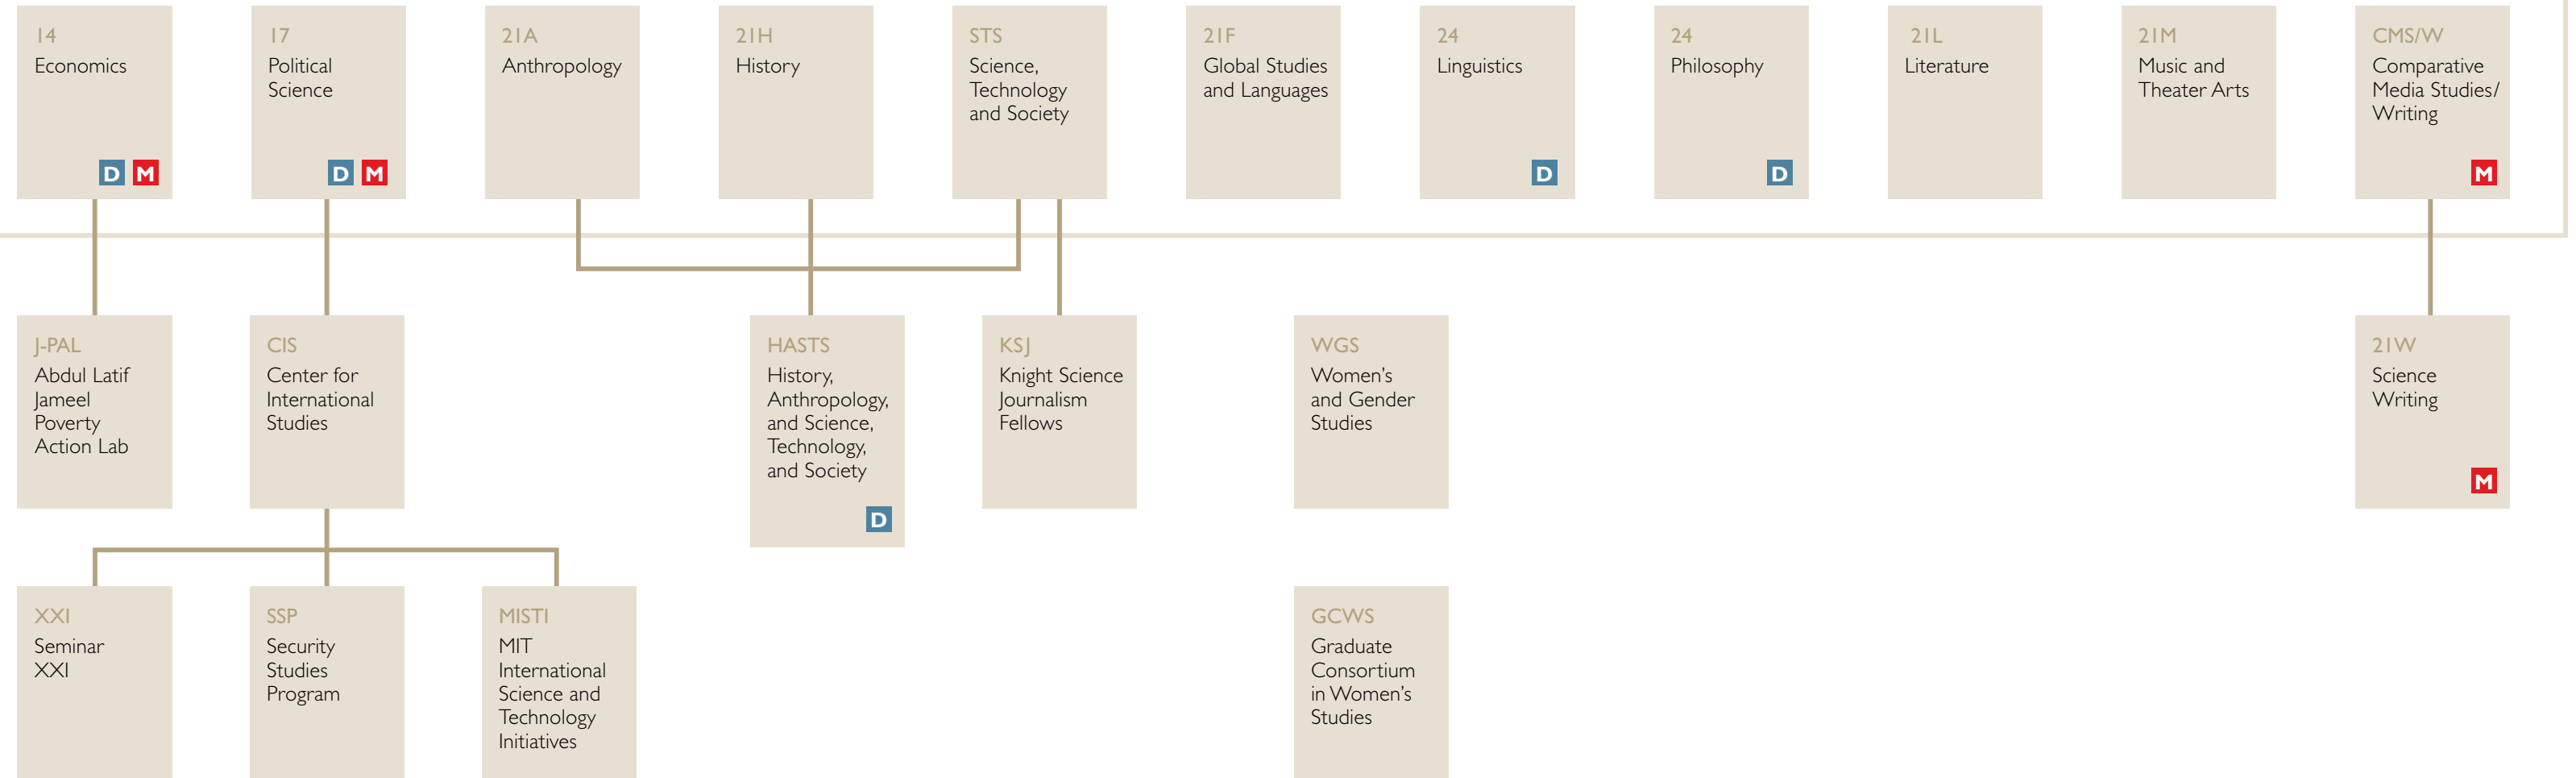 14
Economics
D M
17
Political
Science
D M
21A
Anthropology
21H
History
STS
Science,
Technology
and Society
21F
Global Studies
and Languages
24
Linguistics
D
24
Philosophy
D
21L
Literature
21M
Music and
Theater Arts
CMS/W
Comparative
Media Studies/
Writing
M
J-PAL
Abdul Latif
Jameel
Poverty
Action Lab
CIS
Center for
International
Studies
HASTS
History,
Anthropology,
and Science,
Technology,
and Society
D
KSJ
Knight Science
Journalism
Fellows
WGS
Women's
and Gender
Studies
21W
Science
Writing
M
XXI
Seminar
XXI
SSP
Security
Studies
Program
MISTI
MIT
International
Science and
Technology
Initiatives
GCWS
Graduate
Consortium
in Women's
Studies